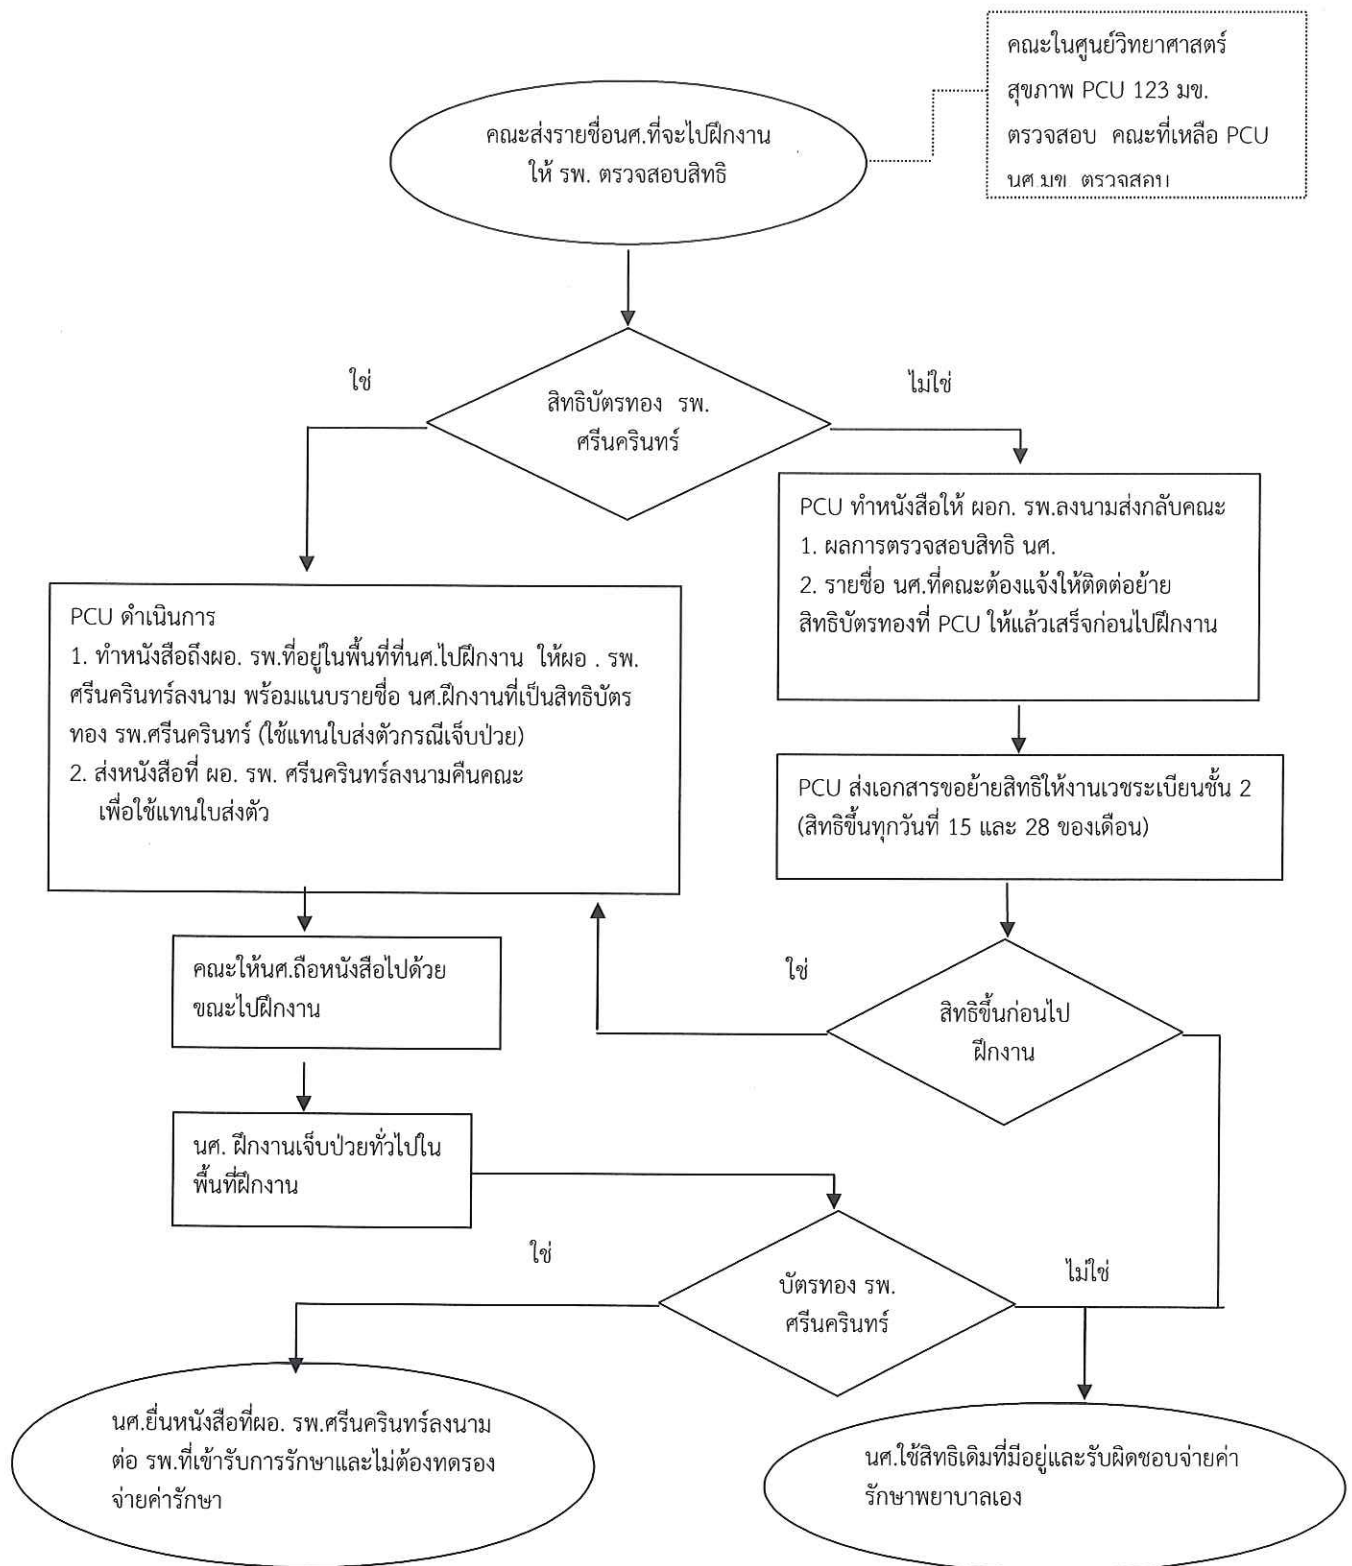 คณะในศูนย์วิทยาศาสตร์
สุขภาพ PCU 123 มข.
ตรวจสอบ คณะที่เหลือ PCU
นศ.มข. ตรวจสอบ
คณะส่งรายชื่อนศ.ที่จะไปฝึกงาน
ให้ รพ. ตรวจสอบสิทธิ
ใช่
ไม่ใช่
สิทธิบัตรทอง รพ.
ศรีนครินทร์
PCU ทำหนังสือให้ ผอก. รพ.ลงนามส่งกลับคณะ
1. ผลการตรวจสอบสิทธิ นศ.
2. รายชื่อ นศ.ที่คณะต้องแจ้งให้ติดต่อย้าย
สิทธิบัตรทองที่ PCU ให้แล้วเสร็จก่อนไปฝึกงาน
PCU ดำเนินการ
1. ทำหนังสือถึงผอ. รพ.ที่อยู่ในพื้นที่ที่นศ.ไปฝึกงาน ให้ผอ . รพ.
ศรีนครินทร์ลงนาม พร้อมแนบรายชื่อ นศ.ฝึกงานที่เป็นสิทธิบัตร
ทอง รพ.ศรีนครินทร์ (ใช้แทนใบส่งตัวกรณีเจ็บป่วย)
2. ส่งหนังสือที่ ผอ. รพ. ศรีนครินทร์ลงนามคืนคณะ
เพื่อใช้แทนใบส่งตัว
PCU ส่งเอกสารขอย้ายสิทธิให้งานเวชระเบียนชั้น 2
(สิทธิขึ้นทุกวันที่ 15 และ 28 ของเดือน)
คณะให้นศ.ถือหนังสือไปด้วย
ขณะไปฝึกงาน
ใช่
สิทธิขึ้นก่อนไป
ฝึกงาน
นศ. ฝึกงานเจ็บป่วยทั่วไปใน
พื้นที่ฝึกงาน
ใช่
ไม่ใช่
บัตรทอง รพ.
ศรีนครินทร์
นศ.ยื่นหนังสือที่ผอ. รพ.ศรีนครินทร์ลงนาม
ต่อ รพ.ที่เข้ารับการรักษาและไม่ต้องทดรอง
จ่ายค่ารักษา
นศ.ใช้สิทธิเดิมที่มีอยู่และรับผิดชอบจ่ายค่า
รักษาพยาบาลเอง